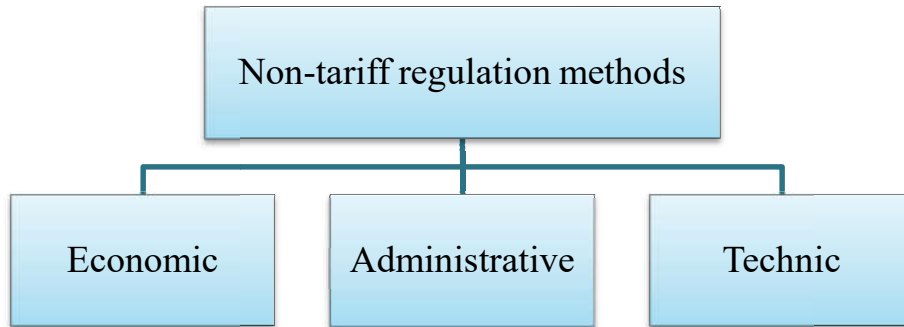 Non-tariff regulation methods
Economic
Administrative
Technic